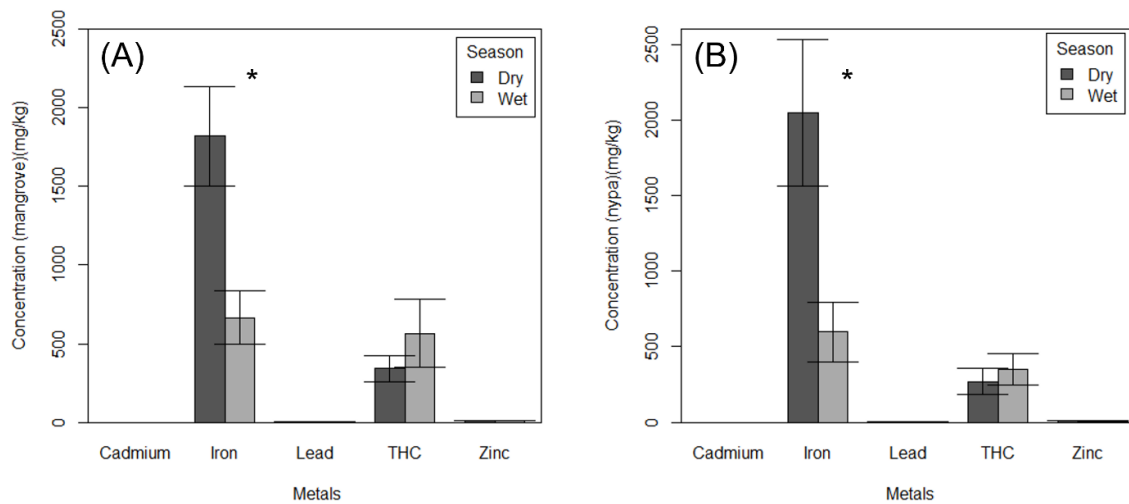 (A)
Concentration (mangrove)(mg/kg)
2500
2000
1500
1000
500
0
Season
Dry
Wet
*
Cadmium Iron Lead THC Zinc
Metals
(B)
Concentration (nypa)(mg/kg)
2500
2000
1500
1000
500
0
Season
Dry
Wet
*
Cadmium Iron Lead THC Zinc
Metals